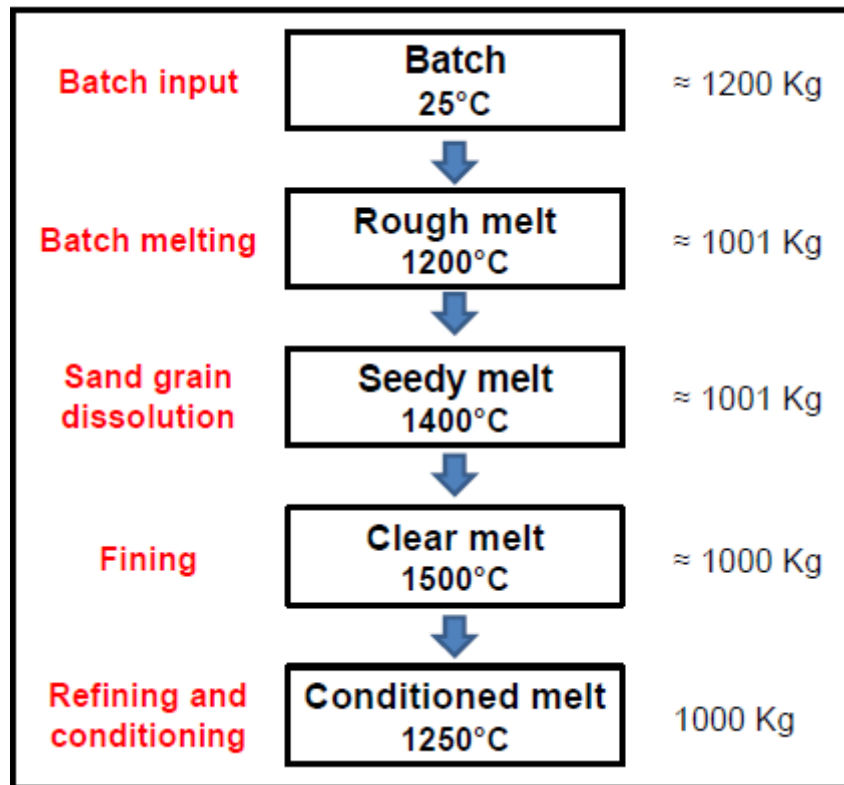 Batch input
Batch
25°C
≈ 1200 Kg
Batch melting
Rough melt
1200°C
≈ 1001 Kg
Sand grain
dissolution
Seedy melt
1400°C
≈ 1001 Kg
Fining
Clear melt
1500°C
≈ 1000 Kg
Refining and
conditioning
Conditioned melt
1250°C
1000 Kg